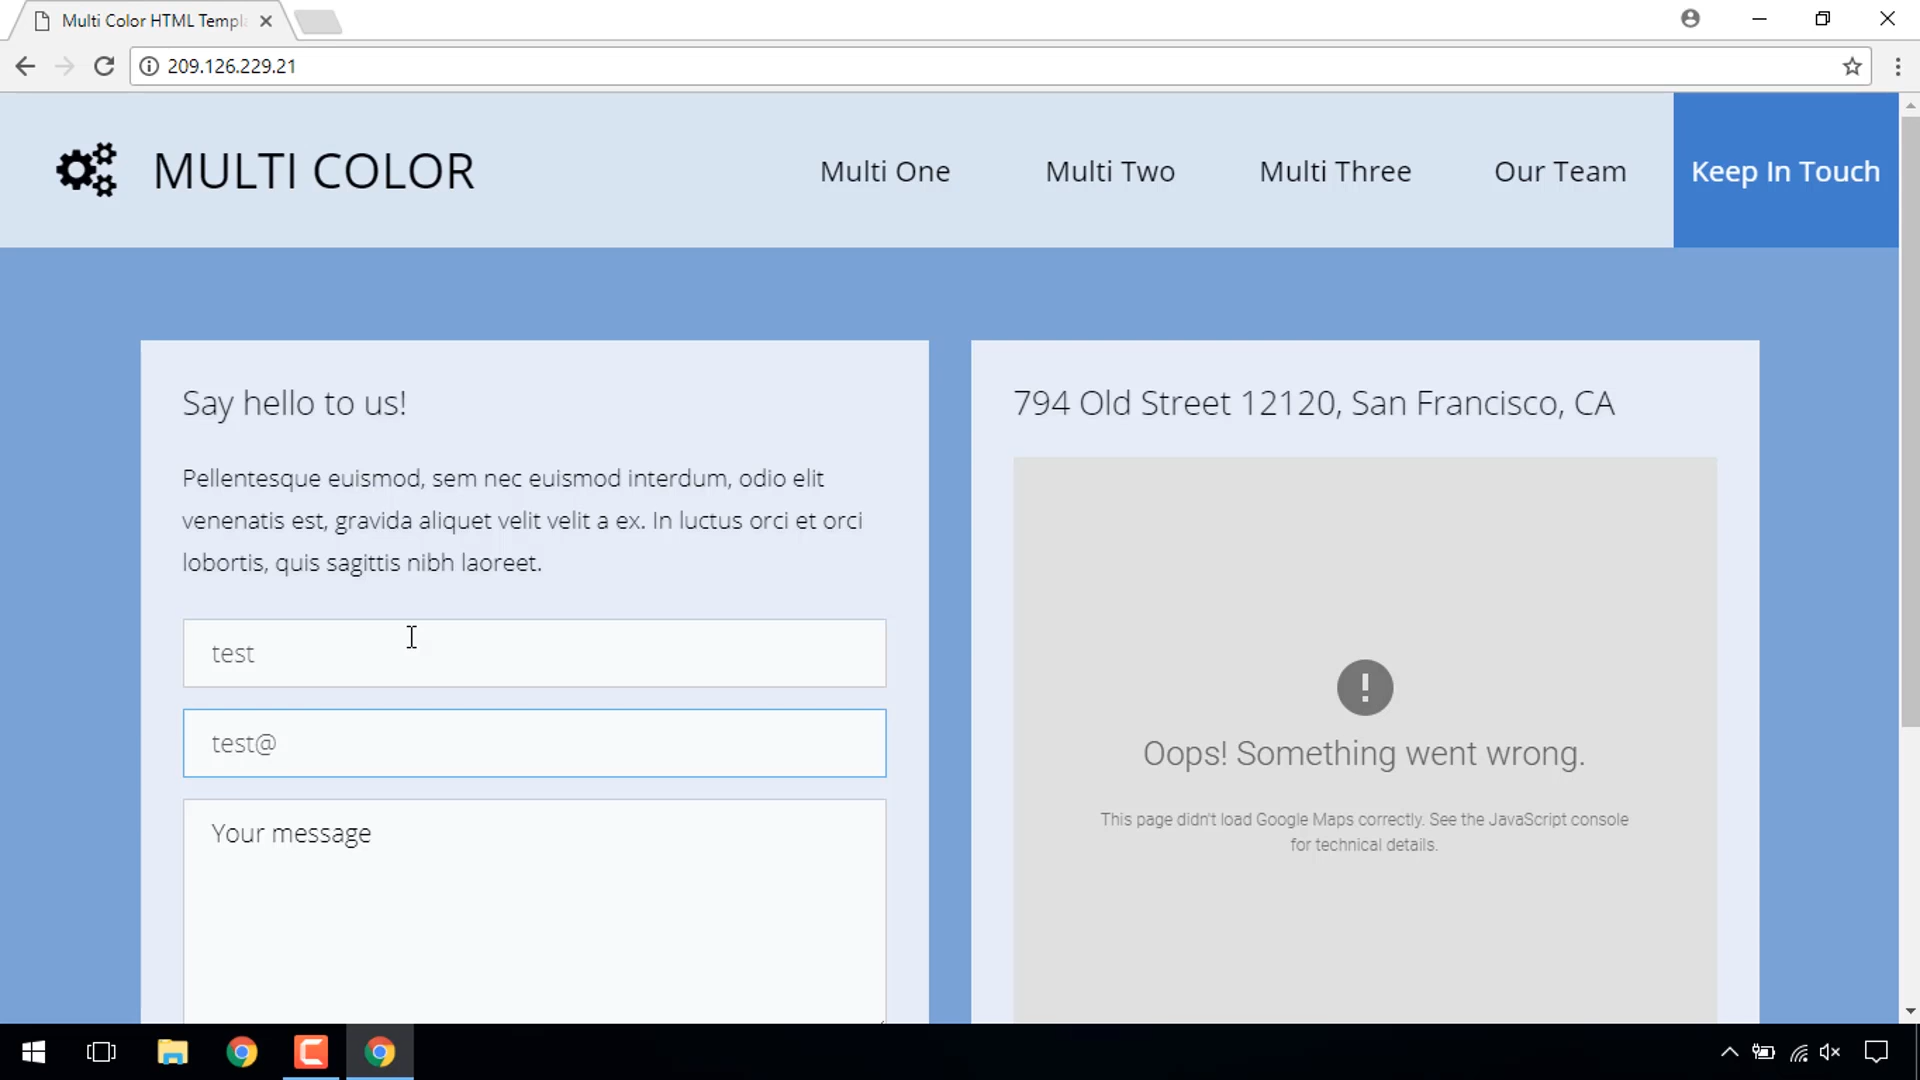 Multi Color HTML Templa
209.126.229.21
MULTI COLOR
Multi One
Multi Two
Multi Three
Our Team
Keep In Touch
Say hello to us!
Pellentesque euismod, sem nec euismod interdum, odio elit
venenatis est, gravida aliquet velit velit a ex. In luctus orci et orci
lobortis, quis sagittis nibh laoreet.
test
test@
Your message
794 Old Street 12120, San Francisco, CA
Oops! Something went wrong.
This page didn't load Google Maps correctly. See the JavaScript console
for technical details.